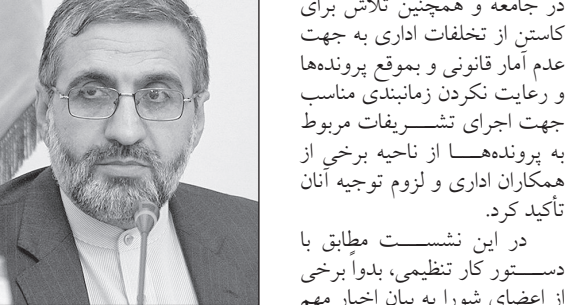 در جامعه و همچنین تلاش برای
کاستن از تخلفات اداری به جهت
عدم آمار قانونی و بموقع پرونده‌ها
و رعایت نکردن زمانبندی مناسب
جهت اجرای تشـــریفات مربوط
به پرونده‌هـــا از ناحیه برخی از
همکاران اداری و لزوم توجیه آنان
تأکید کرد.
در این نشســـت مطابق با
دســـتور کار تنظیمی، بدواً برخی
از اعضای شورا به بیان اخبار مهم